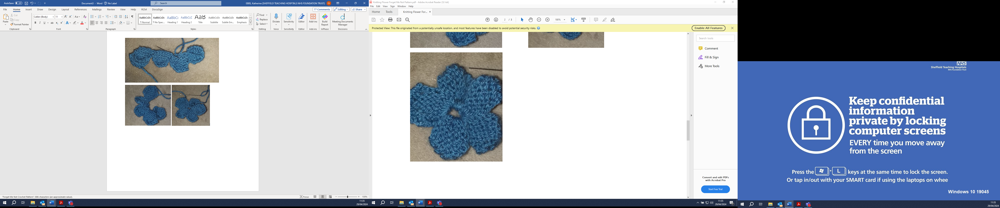 AutoSave Off Document3 - Word No Label Search EBBS, Katherine (SHEFFIELD TEACHING HOSPITALS NHS FOUNDATION TRUST) EK
File Home Insert Draw Design Layout References Mailings Review View Help RCM DocuSign Comments Editing Share
Paste
Cut
Copy
Format Painter
Calibri (Body) 11
AaBbCcDc AaBbCcDc AaBbCc AaBbCcD AaB AaBbCcDc AaBbCcDc AaBbCcDc
¶ Normal ¶ No Spac... Heading 1 Heading 2 Title Subtitle Subtle Em... Emphasis
Find
Replace
Select
Dictate
Sensitivity
Editor
Add-ins
Build Report
Meeting Documents Manager
Clipboard Font Paragraph Styles Editing Voice Sensitivity Editor Add-ins InPhase Decisions
"Forget Me Not Crochet Pattern": 806 characters (an approximate value). Focus 100%
11:35
29/04/2024
Knitting Flower Forget Me Not Pattern.pdf - Adobe Acrobat Reader (32-bit)
File Edit View Sign Window Help
Home Tools Knitting Flower For... ×
2 / 3 180%
Protected View: This file originated from a potentially unsafe location, and most features have been disabled to avoid potential security risks. Enable All Features
Search tools
Comment
Fill & Sign
More Tools
Convert and edit PDFs
with Acrobat Pro
Start Free Trial
11:35
29/04/2024
NHS
Sheffield Teaching Hospitals
NHS Foundation Trust
Keep confidential
information
private by locking
computer screens
EVERY time you move away
from the screen
Press the + L keys at the same time to lock the screen.
Or tap in/out with your SMART card if using the laptops on whee
Windows 10 19045
11:35
29/04/2024